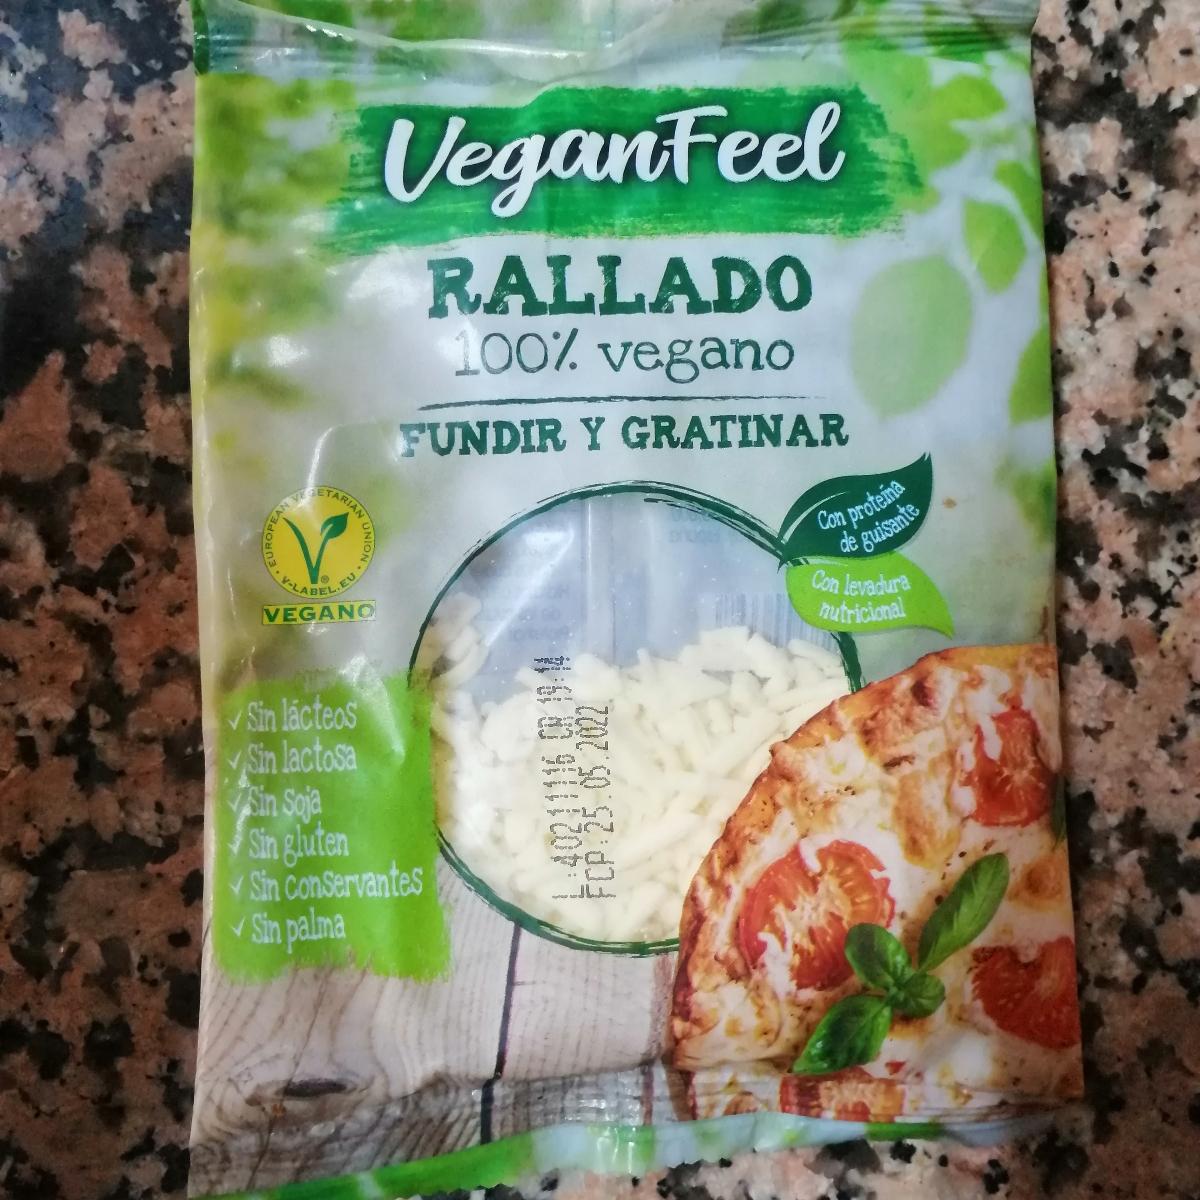 VeganFeel
RALLADO
100% vegano
FUNDIR Y GRATINAR
Con proteína
de guisante
Con levadura
nutricional
EUROPEAN VEGETARIAN UNION
V-LABEL.EU
VEGANO
Sin lácteos
Sin lactosa
Sin soja
Sin gluten
Sin conservantes
Sin palma
FCP:25.05.2022